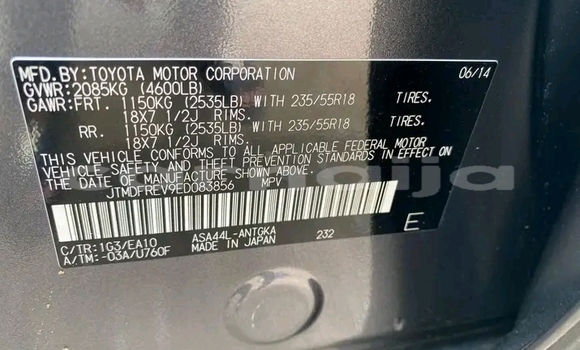 MFD.BY:TOYOTA MOTOR CORPORATION 06/14
GVWR:2085KG (4600LB)
GAWR:FRT. 1150KG (2535LB) WITH 235/55R18 TIRES.
18X7 1/2J RIMS.
RR. 1150KG (2535LB) WITH 235/55R18 TIRES.
18X7 1/2J RIMS.
THIS VEHICLE CONFORMS TO ALL APPLICABLE FEDERAL MOTOR
VEHICLE SAFETY AND THEFT PREVENTION STANDARDS IN EFFECT ON
THE DATE OF MANUFACTURE SHOWN ABOVE.
JTMDFREV9ED083856 MPV
E
C/TR:1G3/EA10 ASA44L-ANTGKA 232
A/TM:-03A/U760F MADE IN JAPAN